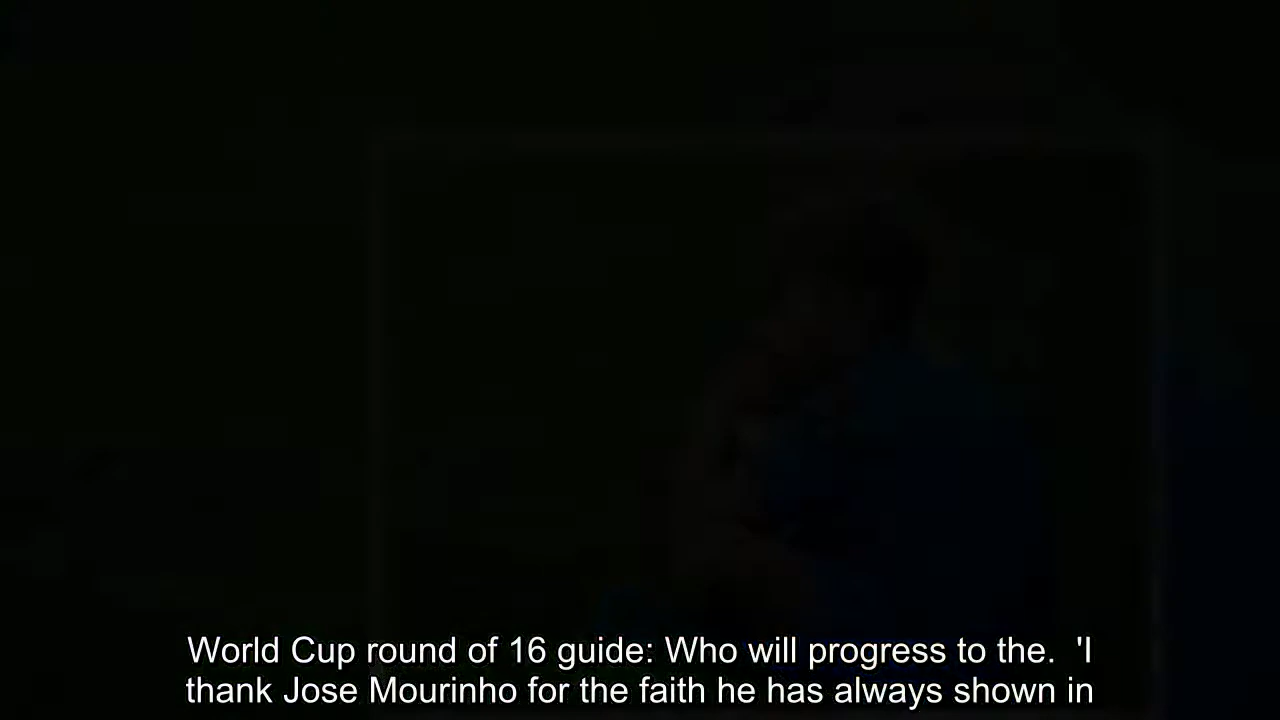 World Cup round of 16 guide: Who will progress to the.  'I
thank Jose Mourinho for the faith he has always shown in